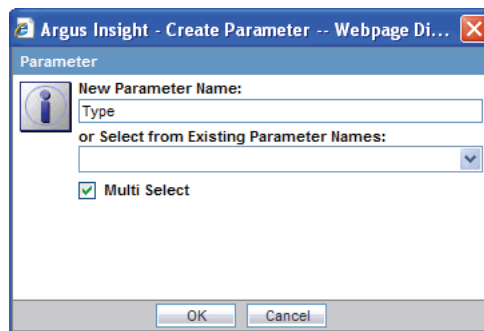 Argus Insight - Create Parameter -- Webpage Di...
Parameter
New Parameter Name:
Type
or Select from Existing Parameter Names:
Multi Select
OK Cancel